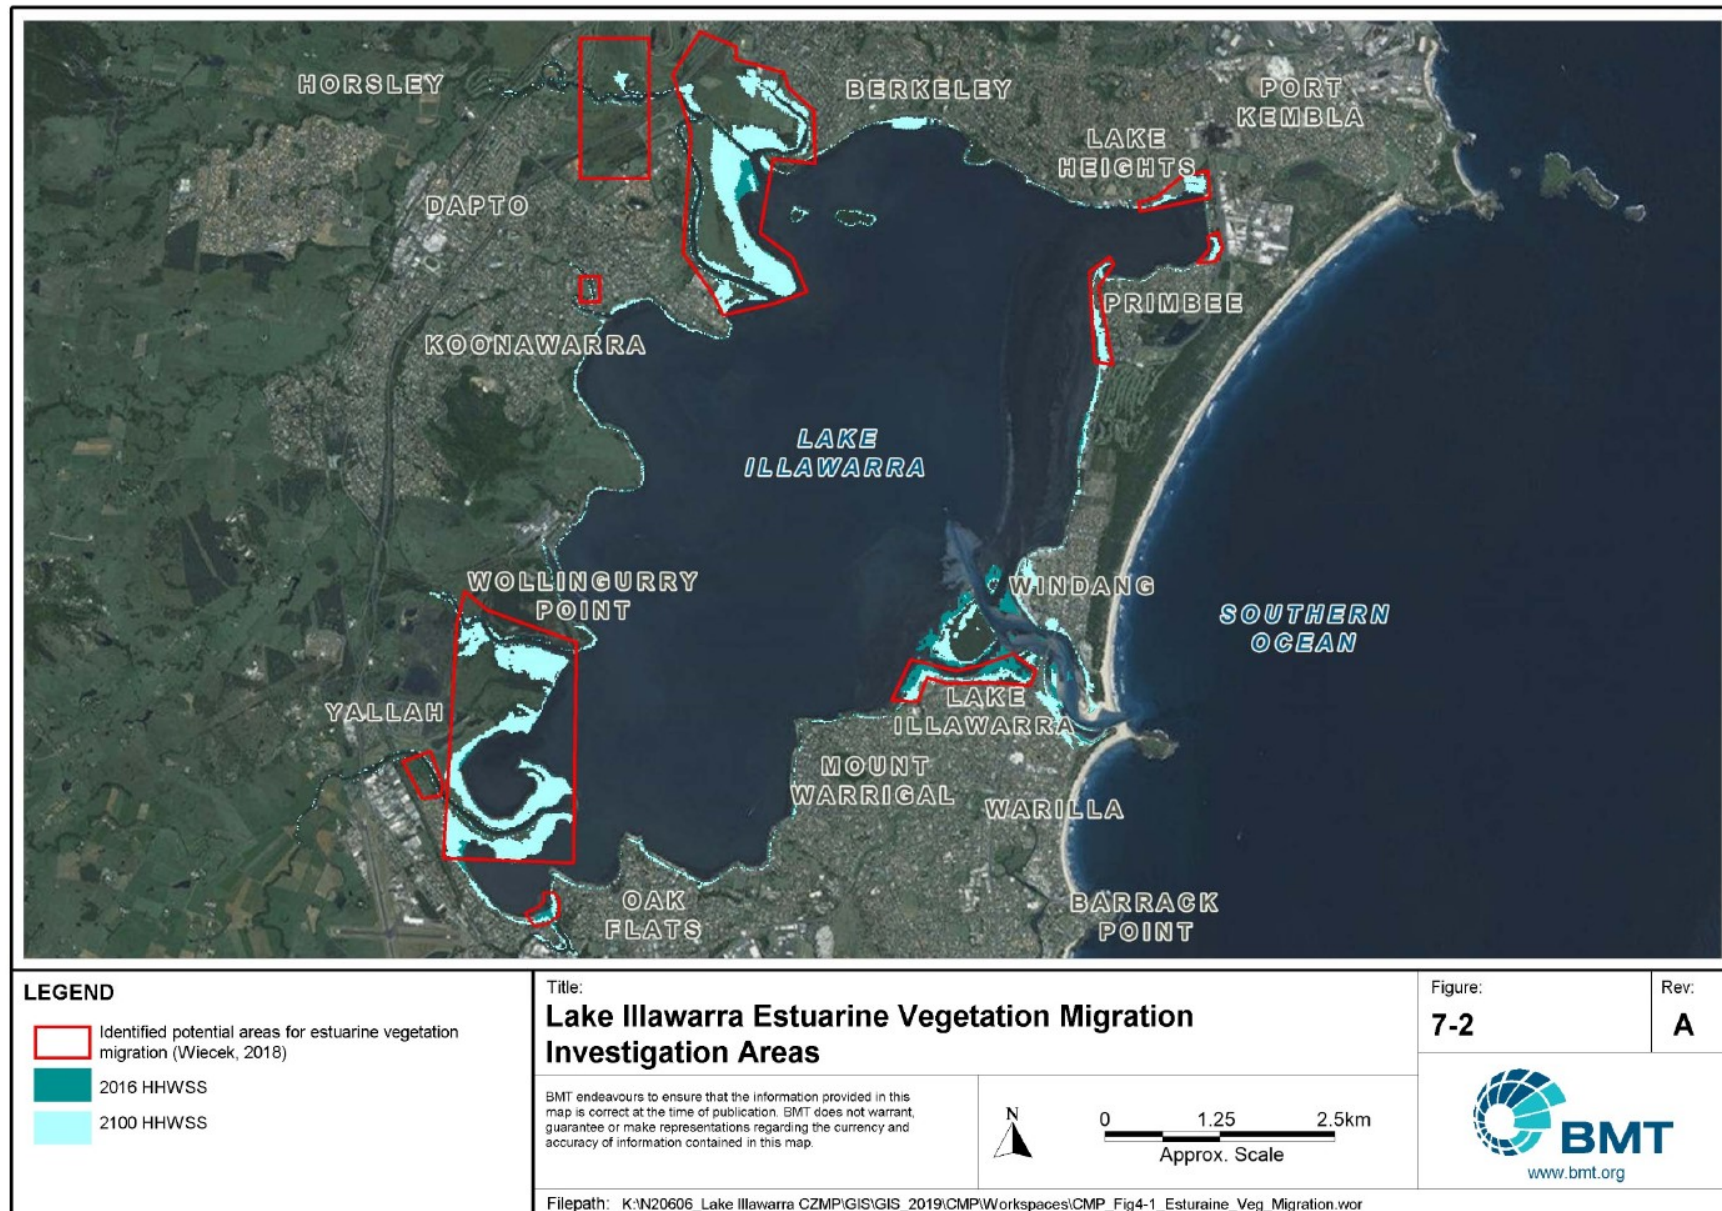 HORSLEY
BERKELEY
PORT
KEMBLA
LAKE
HEIGHTS
DAPTO
PRIMBEE
KOONAWARRA
LAKE
ILLAWARRA
WOLLINGURRY
POINT
WINDANG
SOUTHERN
OCEAN
YALLAH
LAKE
ILLAWARRA
MOUNT
WARRIGAL
WARILLA
OAK
FLATS
BARRACK
POINT
LEGEND
Identified potential areas for estuarine vegetation
migration (Wiecek, 2018)
2016 HHWSS
2100 HHWSS
Title:
Lake Illawarra Estuarine Vegetation Migration
Investigation Areas
BMT endeavours to ensure that the information provided in this
map is correct at the time of publication. BMT does not warrant,
guarantee or make representations regarding the currency and
accuracy of information contained in this map.
N
0 1.25 2.5km
Approx. Scale
Figure:
7-2
Rev:
A
BMT
www.bmt.org
Filepath: K:\N20606_Lake Illawarra CZMP\GIS\GIS_2019\CMP\Workspaces\CMP_Fig4-1_Esturaine_Veg_Migration.wor